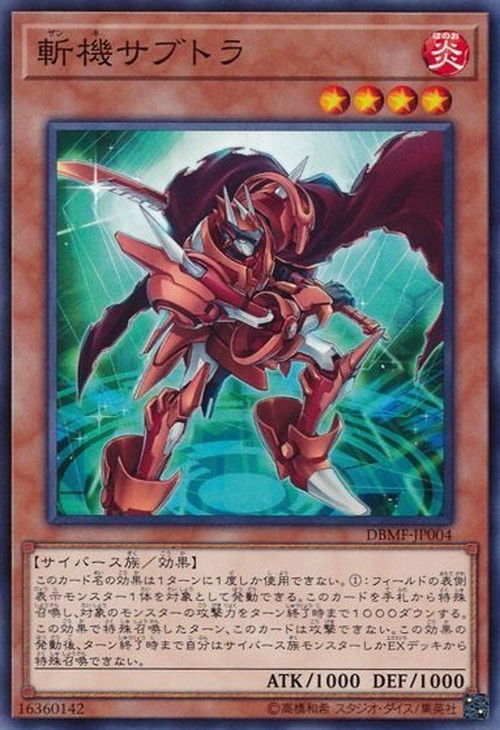 斬機サブトラ
炎
DBMF-JP004
【サイバース族／効果】
このカード名の効果は1ターンに1度しか使用できない。①：フィールドの表側
表示モンスター1体を対象として発動できる。このカードを手札から特殊
召喚し、対象のモンスターの攻撃力をターン終了時まで1000ダウンする。
この効果で特殊召喚したターン、このカードは攻撃できない。この効果の
発動後、ターン終了時まで自分はサイバース族モンスターしかEXデッキから
特殊召喚できない。
ATK/1000 DEF/1000
16360142 ©高橋和希 スタジオ・ダイス/集英社